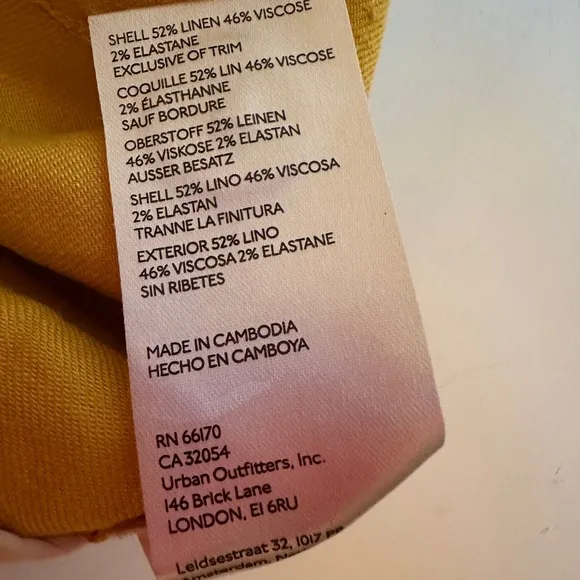 SHELL 52% LINEN 46% VISCOSE
2% ELASTANE
EXCLUSIVE OF TRIM
COQUILLE 52% LIN 46% VISCOSE
2% ÉLASTHANNE
SAUF BORDURE
OBERSTOFF 52% LEINEN
46% VISKOSE 2% ELASTAN
AUSSER BESATZ
SHELL 52% LINO 46% VISCOSA
2% ELASTAN
TRANNE LA FINITURA
EXTERIOR 52% LINO
46% VISCOSA 2% ELASTANE
SIN RIBETES
MADE IN CAMBODIA
HECHO EN CAMBOYA
RN 66170
CA 32054
Urban Outfitters, Inc.
146 Brick Lane
LONDON, E1 6RU
Leidsestraat 32, 1017
Amsterdam,